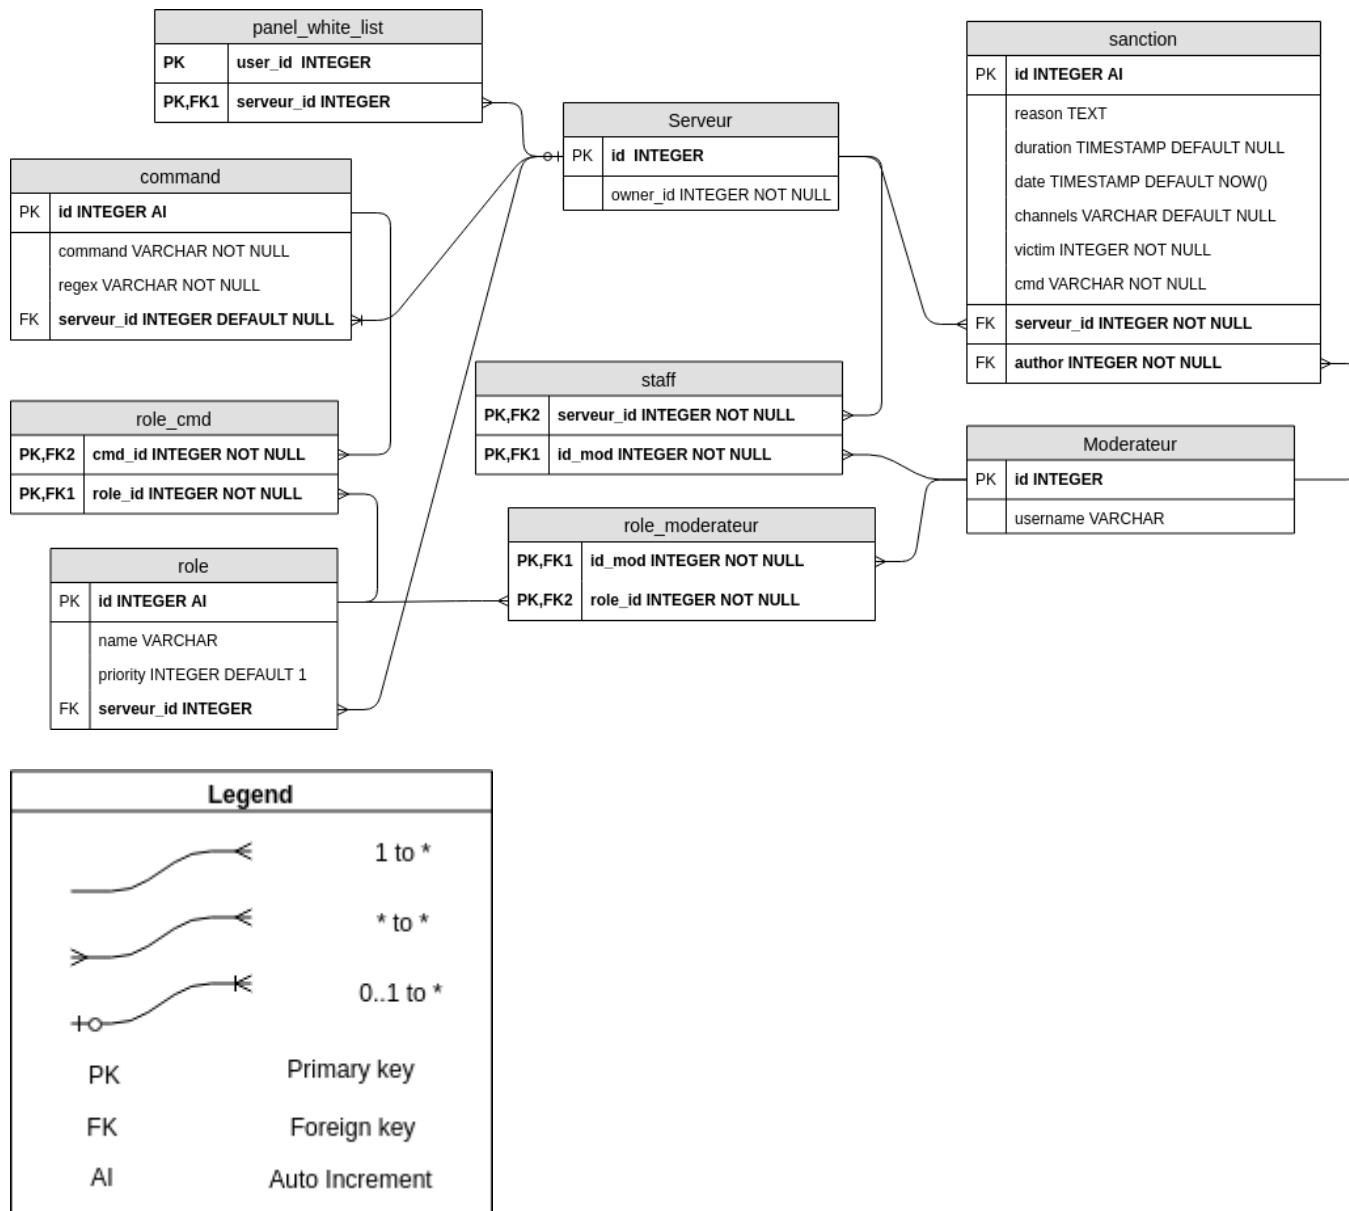 panel_white_list
PK user_id INTEGER
PK,FK1 serveur_id INTEGER
command
PK id INTEGER AI
command VARCHAR NOT NULL
regex VARCHAR NOT NULL
FK serveur_id INTEGER DEFAULT NULL
role_cmd
PK,FK2 cmd_id INTEGER NOT NULL
PK,FK1 role_id INTEGER NOT NULL
role
PK id INTEGER AI
name VARCHAR
priority INTEGER DEFAULT 1
FK serveur_id INTEGER
Serveur
PK id INTEGER
owner_id INTEGER NOT NULL
staff
PK,FK2 serveur_id INTEGER NOT NULL
PK,FK1 id_mod INTEGER NOT NULL
role_moderateur
PK,FK1 id_mod INTEGER NOT NULL
PK,FK2 role_id INTEGER NOT NULL
sanction
PK id INTEGER AI
reason TEXT
duration TIMESTAMP DEFAULT NULL
date TIMESTAMP DEFAULT NOW()
channels VARCHAR DEFAULT NULL
victim INTEGER NOT NULL
cmd VARCHAR NOT NULL
FK serveur_id INTEGER NOT NULL
FK author INTEGER NOT NULL
Moderateur
PK id INTEGER
username VARCHAR
Legend
1 to *
* to *
0..1 to *
PK Primary key
FK Foreign key
AI Auto Increment